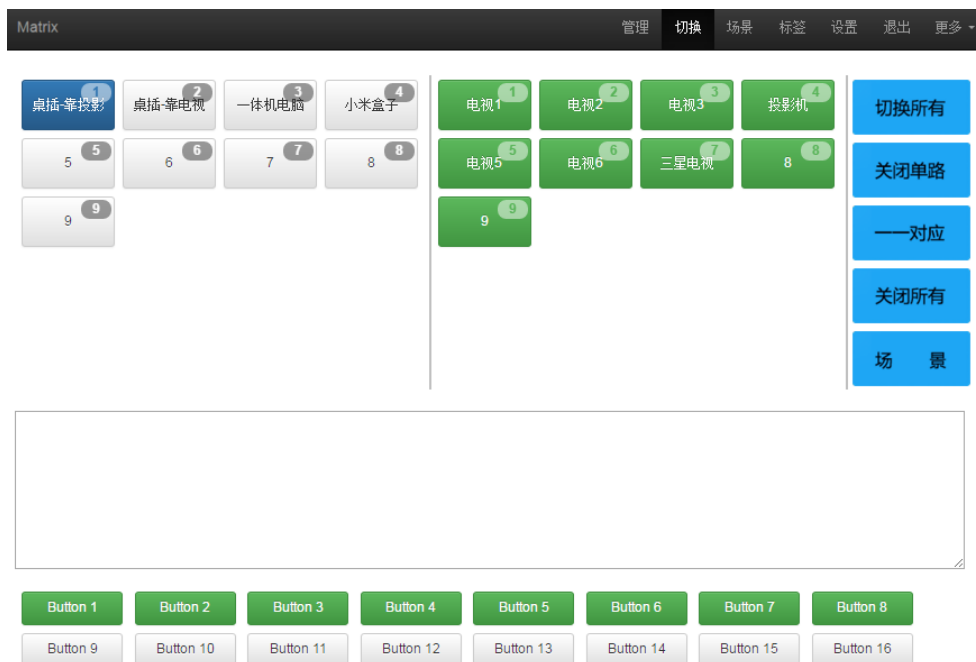 Matrix 管理 切换 场景 标签 设置 退出 更多
桌插-靠投影 1 桌插-靠电视 2 一体机电脑 3 小米盒子 4
5 5 6 6 7 7 8 8
9 9
电视1 1 电视2 2 电视3 3 投影机 4
电视5 5 电视6 6 三星电视 7 8 8
9 9
切换所有
关闭单路
一一对应
关闭所有
场 景
Button 1 Button 2 Button 3 Button 4 Button 5 Button 6 Button 7 Button 8
Button 9 Button 10 Button 11 Button 12 Button 13 Button 14 Button 15 Button 16